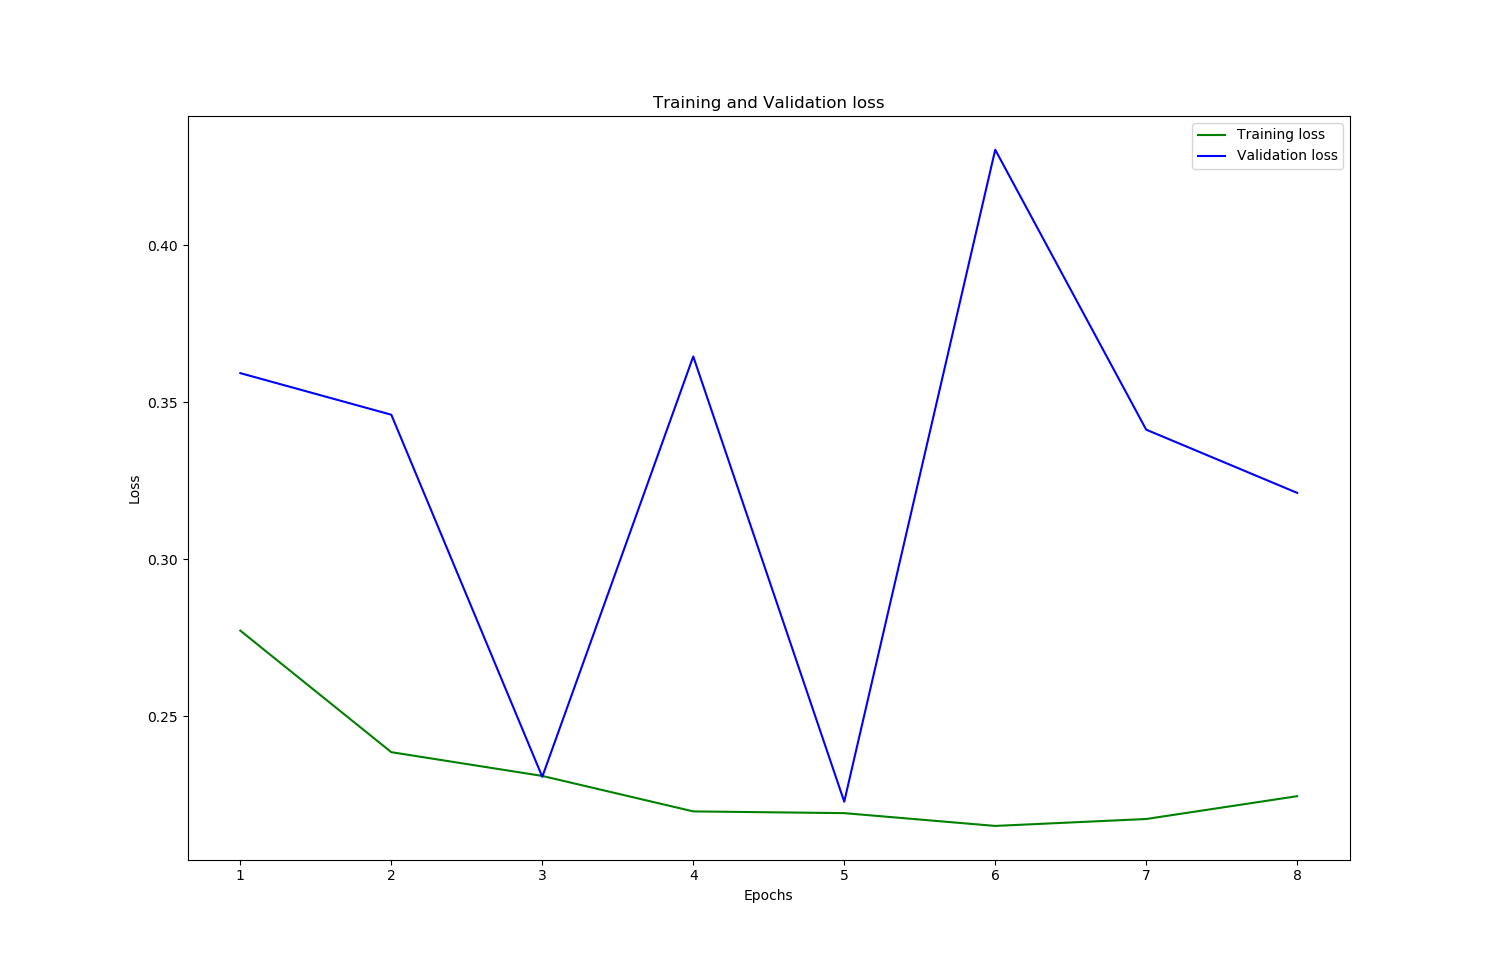 Training and Validation loss
Training loss
Validation loss
0.40
0.35
0.30
0.25
Loss
1 2 3 4 5 6 7 8
Epochs